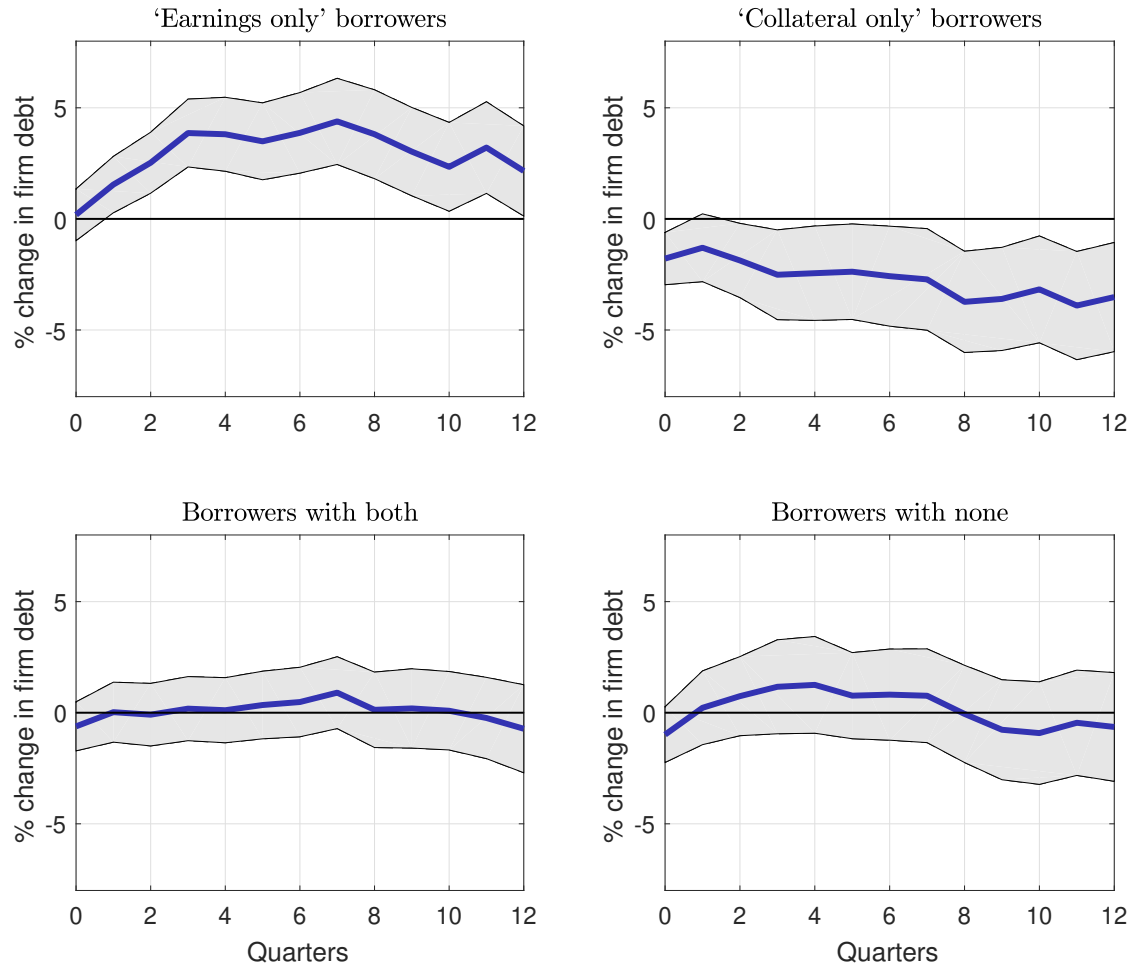 ‘Earnings only’ borrowers
% change in firm debt
5
0
-5
0 2 4 6 8 10 12
‘Collateral only’ borrowers
% change in firm debt
5
0
-5
0 2 4 6 8 10 12
Borrowers with both
% change in firm debt
5
0
-5
0 2 4 6 8 10 12
Quarters
Borrowers with none
% change in firm debt
5
0
-5
0 2 4 6 8 10 12
Quarters